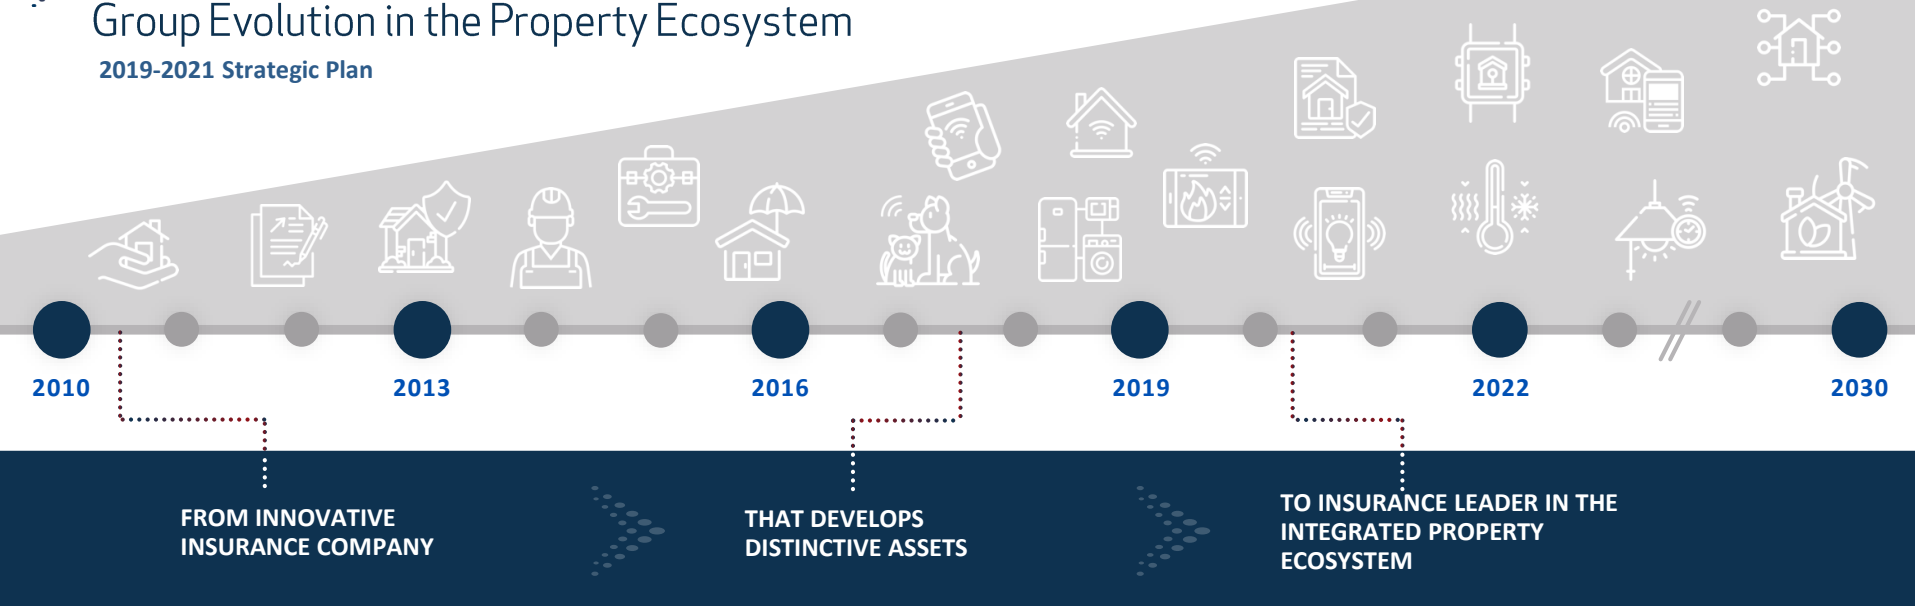 Group Evolution in the Property Ecosystem
2019-2021 Strategic Plan
2010
2013
2016
2019
2022
2030
FROM INNOVATIVE
INSURANCE COMPANY
THAT DEVELOPS
DISTINCTIVE ASSETS
TO INSURANCE LEADER IN THE
INTEGRATED PROPERTY
ECOSYSTEM